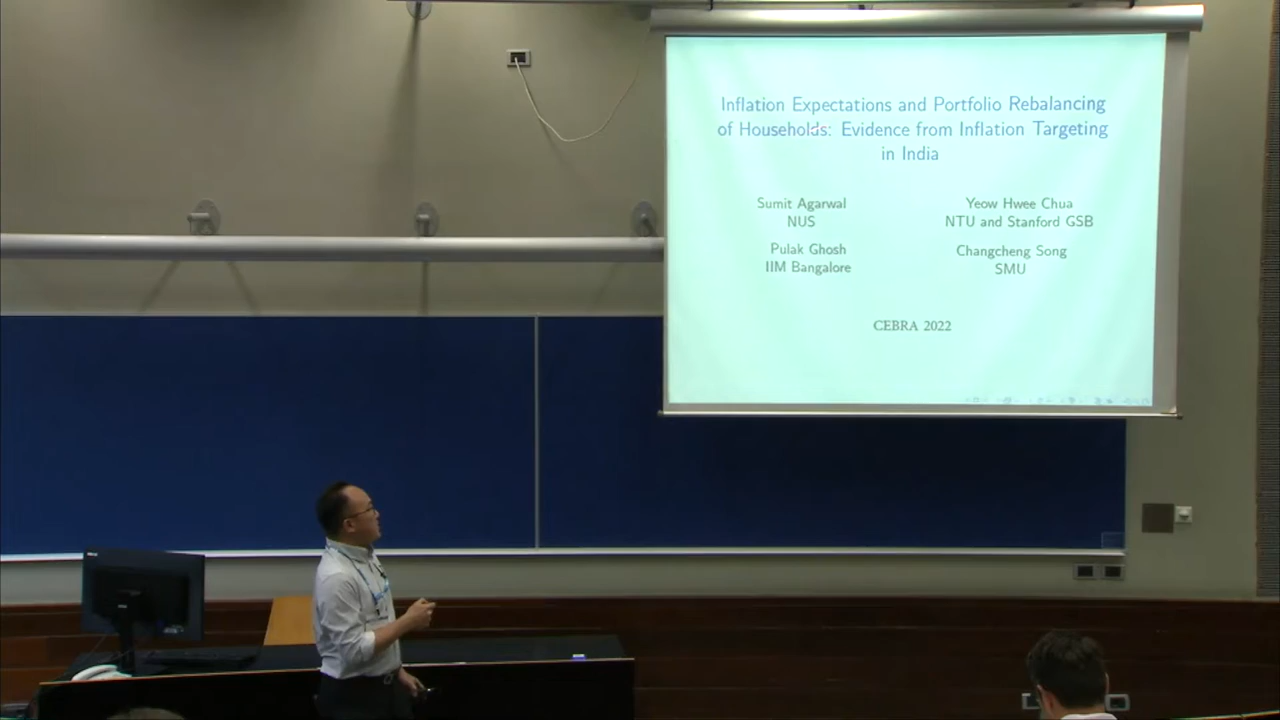 Inflation Expectations and Portfolio Rebalancing
of Households: Evidence from Inflation Targeting
in India
Sumit Agarwal
NUS
Yeow Hwee Chua
NTU and Stanford GSB
Pulak Ghosh
IIM Bangalore
Changcheng Song
SMU
CEBRA 2022